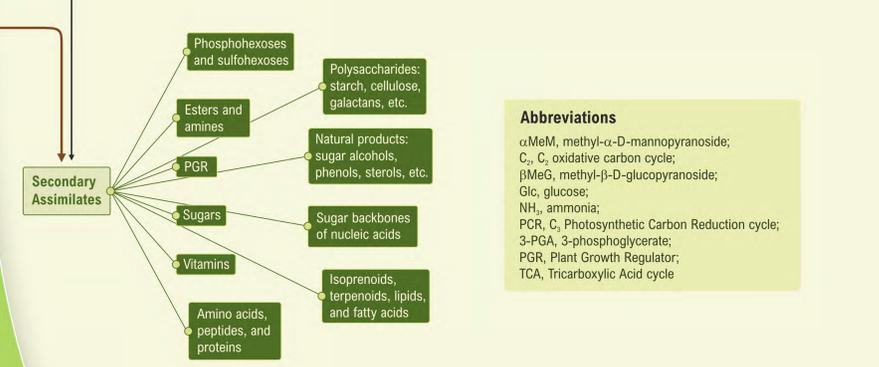 Phosphohexoses
and sulfohexoses
Polysaccharides:
starch, cellulose,
galactans, etc.
Esters and
amines
Natural products:
sugar alcohols,
phenols, sterols, etc.
PGR
Secondary
Assimilates
Sugars
Sugar backbones
of nucleic acids
Vitamins
Isoprenoids,
terpenoids, lipids,
and fatty acids
Amino acids,
peptides, and
proteins
Abbreviations
αMeM, methyl-α-D-mannopyranoside;
C₂, C₂ oxidative carbon cycle;
βMeG, methyl-β-D-glucopyranoside;
Glc, glucose;
NH₃, ammonia;
PCR, C₃ Photosynthetic Carbon Reduction cycle;
3-PGA, 3-phosphoglycerate;
PGR, Plant Growth Regulator;
TCA, Tricarboxylic Acid cycle